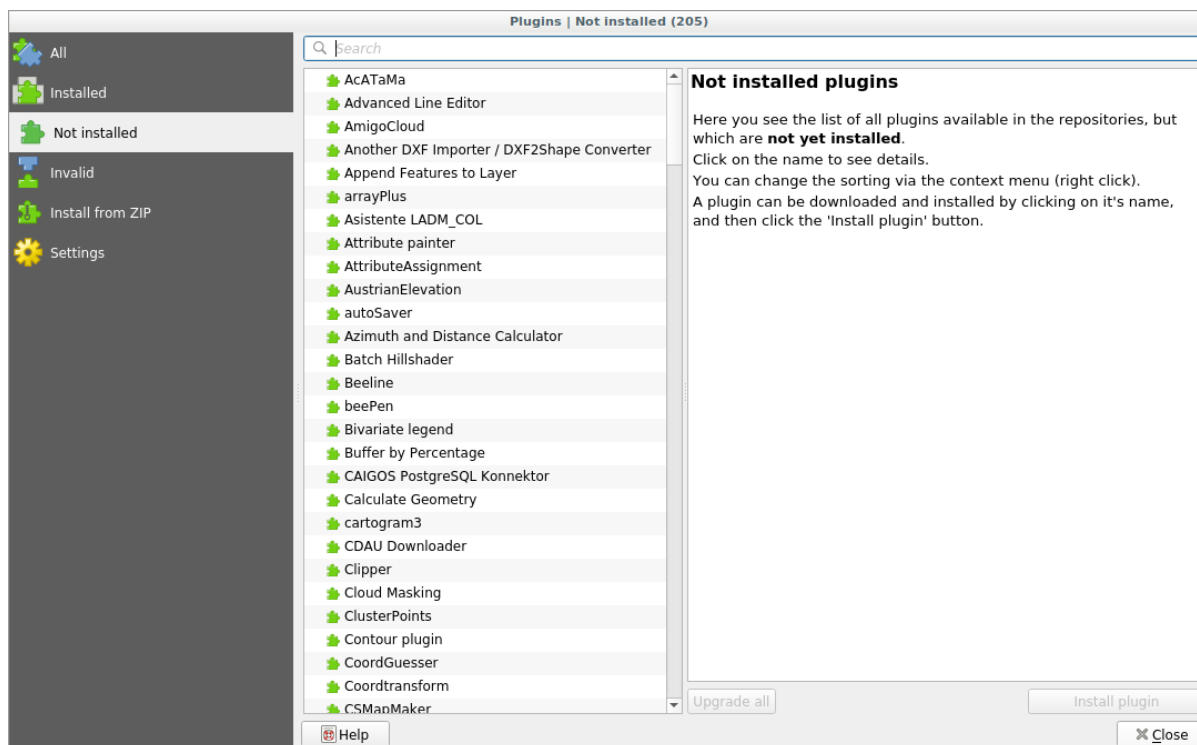 Plugins | Not installed (205)
All
Installed
Not installed
Invalid
Install from ZIP
Settings
Search
AcATaMa
Advanced Line Editor
AmigoCloud
Another DXF Importer / DXF2Shape Converter
Append Features to Layer
arrayPlus
Asistente LADM_COL
Attribute painter
AttributeAssignment
AustrianElevation
autoSaver
Azimuth and Distance Calculator
Batch Hillshader
Beeline
beePen
Bivariate legend
Buffer by Percentage
CAIGOS PostgreSQL Konnektor
Calculate Geometry
cartogram3
CDAU Downloader
Clipper
Cloud Masking
ClusterPoints
Contour plugin
CoordGuesser
Coordtransform
CSMapMaker
Not installed plugins
Here you see the list of all plugins available in the repositories, but
which are not yet installed.
Click on the name to see details.
You can change the sorting via the context menu (right click).
A plugin can be downloaded and installed by clicking on it's name,
and then click the 'Install plugin' button.
Upgrade all
Install plugin
Help
Close